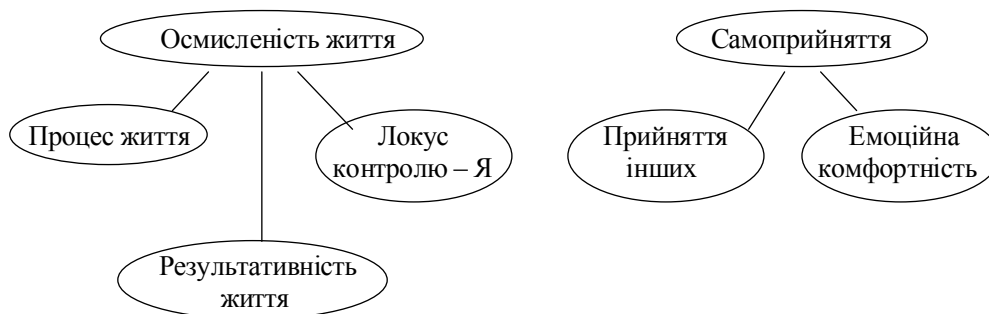 Осмисленість життя
Процес життя
Локус
контролю – Я
Результативність
життя
Самоприйняття
Прийняття
інших
Емоційна
комфортність